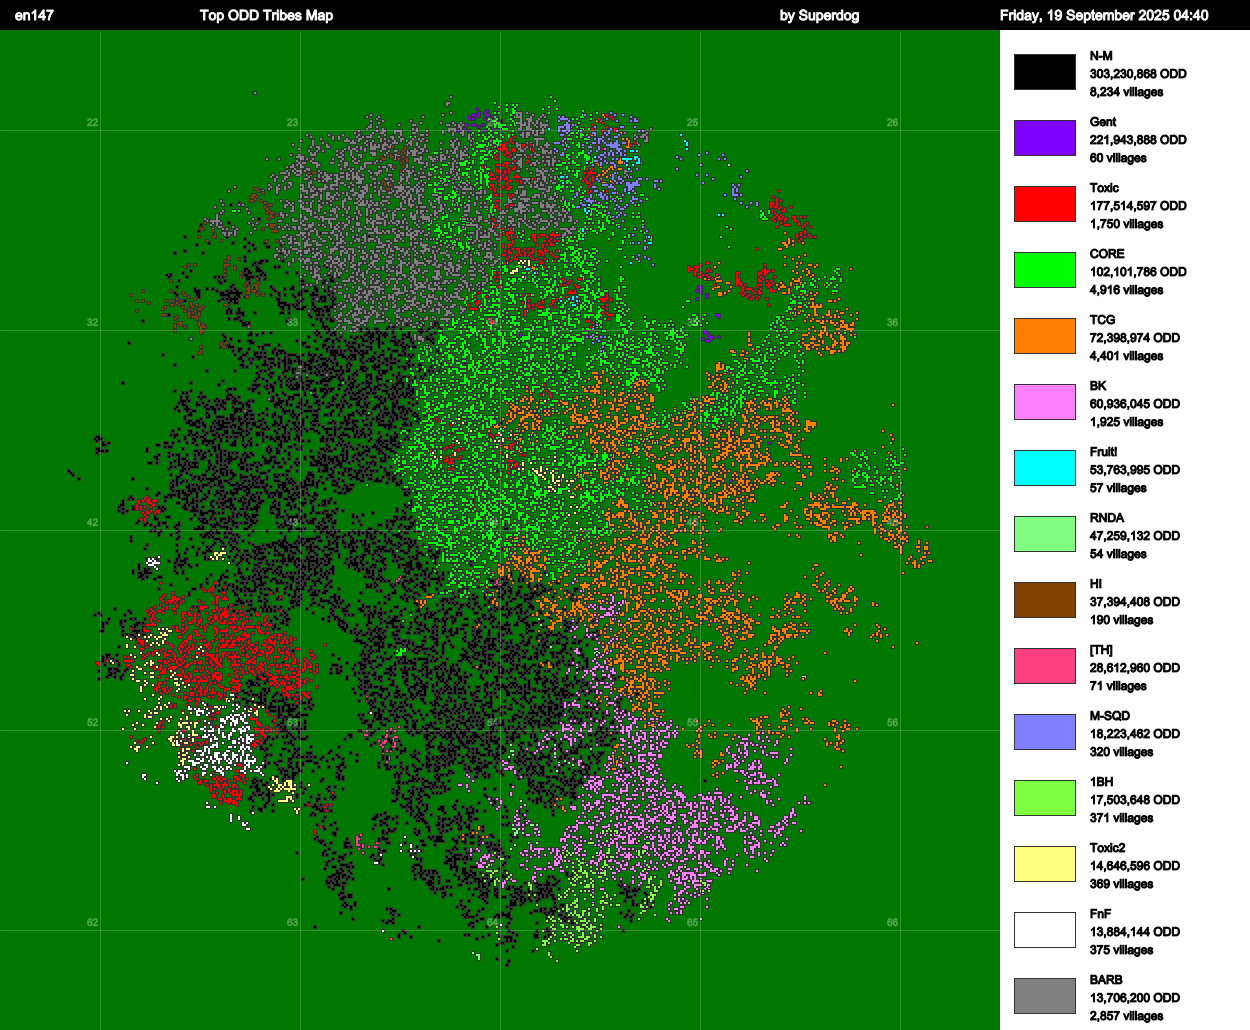 en147 Top ODD Tribes Map by Superdog Friday, 19 September 2025 04:40
N-M
303,230,868 ODD
8,234 villages
Gent
221,943,888 ODD
60 villages
Toxic
177,514,597 ODD
1,750 villages
CORE
102,101,786 ODD
4,916 villages
TCG
72,398,974 ODD
4,401 villages
BK
60,936,045 ODD
1,925 villages
57 villages
53,763,995 ODD
RNDA
47,259,132 ODD
54 villages
HI
37,394,408 ODD
190 villages
[TH]
28,612,960 ODD
71 villages
M-SQD
18,223,462 ODD
320 villages
1BH
17,503,648 ODD
371 villages
Toxic2
14,646,596 ODD
369 villages
FnF
13,884,144 ODD
375 villages
BARB
13,706,200 ODD
2,857 villages
22 23 25 26
32 33 36
42 43
52 53 55 56
62 63 64 65 66